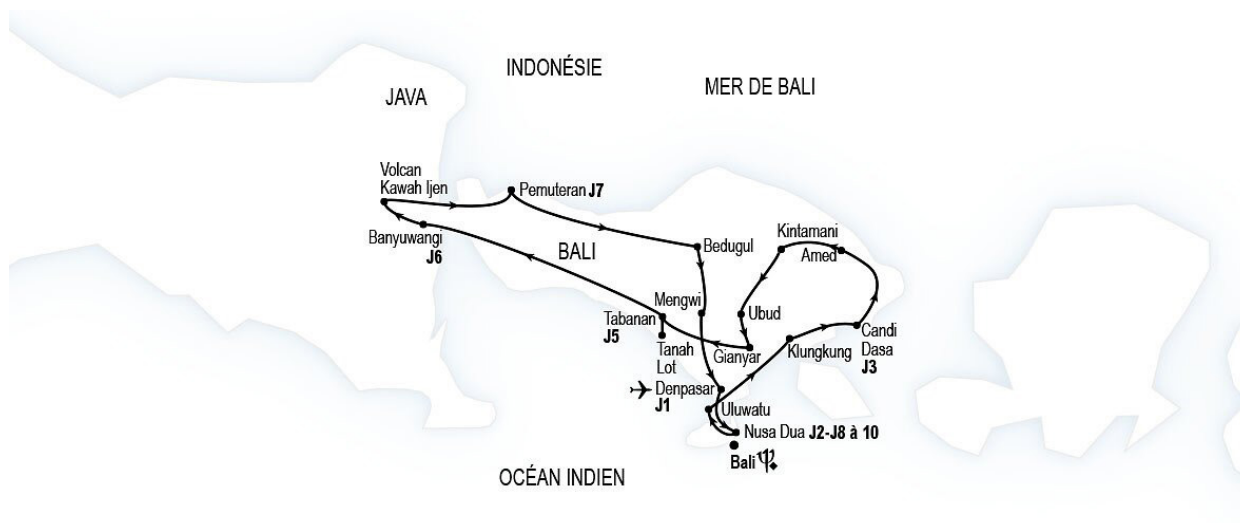 INDONÉSIE
MER DE BALI
JAVA
Volcan
Kawah Ijen
Pemuteran J7
Banyuwangi
J6
BALI
Bedugul
Kintamani
Amed
Mengwi
Ubud
Tabanan
J5
Tanah
Lot
Gianyar
Klungkung
Candi
Dasa
J3
Denpasar
J1
Uluwatu
Nusa Dua J2-J8 à 10
Bali
OCÉAN INDIEN